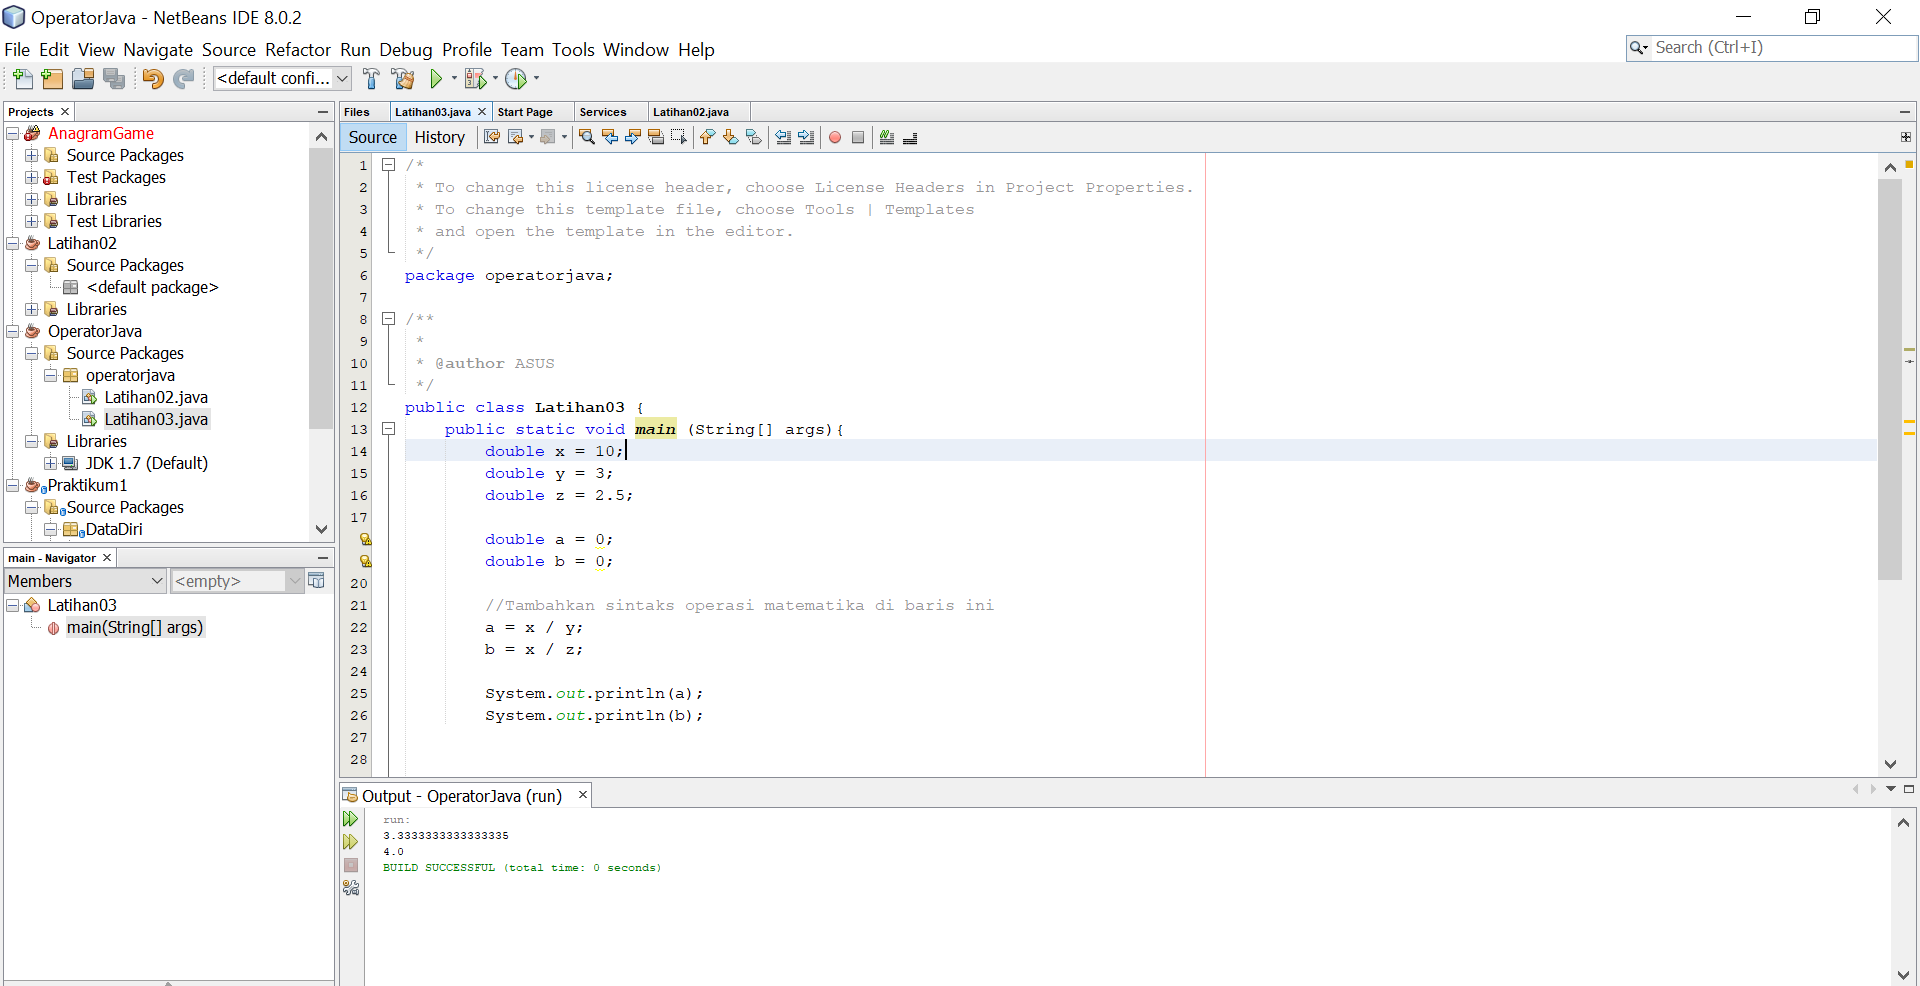 OperatorJava - NetBeans IDE 8.0.2
File Edit View Navigate Source Refactor Run Debug Profile Team Tools Window Help
Search (Ctrl+I)
<default confi...
Projects
AnagramGame
Source Packages
Test Packages
Libraries
Test Libraries
Latihan02
Source Packages
<default package>
Libraries
OperatorJava
Source Packages
operatorjava
Latihan02.java
Latihan03.java
Libraries
JDK 1.7 (Default)
Praktikum1
Source Packages
DataDiri
main - Navigator
Members
<empty>
Latihan03
main(String[] args)
Files Latihan03.java Start Page Services Latihan02.java
Source History
1 /*
2 * To change this license header, choose License Headers in Project Properties.
3 * To change this template file, choose Tools | Templates
4 * and open the template in the editor.
5 */
6 package operatorjava;
7
8 /**
9 *
10 * @author ASUS
11 */
12 public class Latihan03 {
13 public static void main (String[] args){
14 double x = 10;
15 double y = 3;
16 double z = 2.5;
17
double a = 0;
double b = 0;
20
21 //Tambahkan sintaks operasi matematika di baris ini
22 a = x / y;
23 b = x / z;
24
25 System.out.println(a);
26 System.out.println(b);
27
28
Output - OperatorJava (run)
run:
3.3333333333333335
4.0
BUILD SUCCESSFUL (total time: 0 seconds)